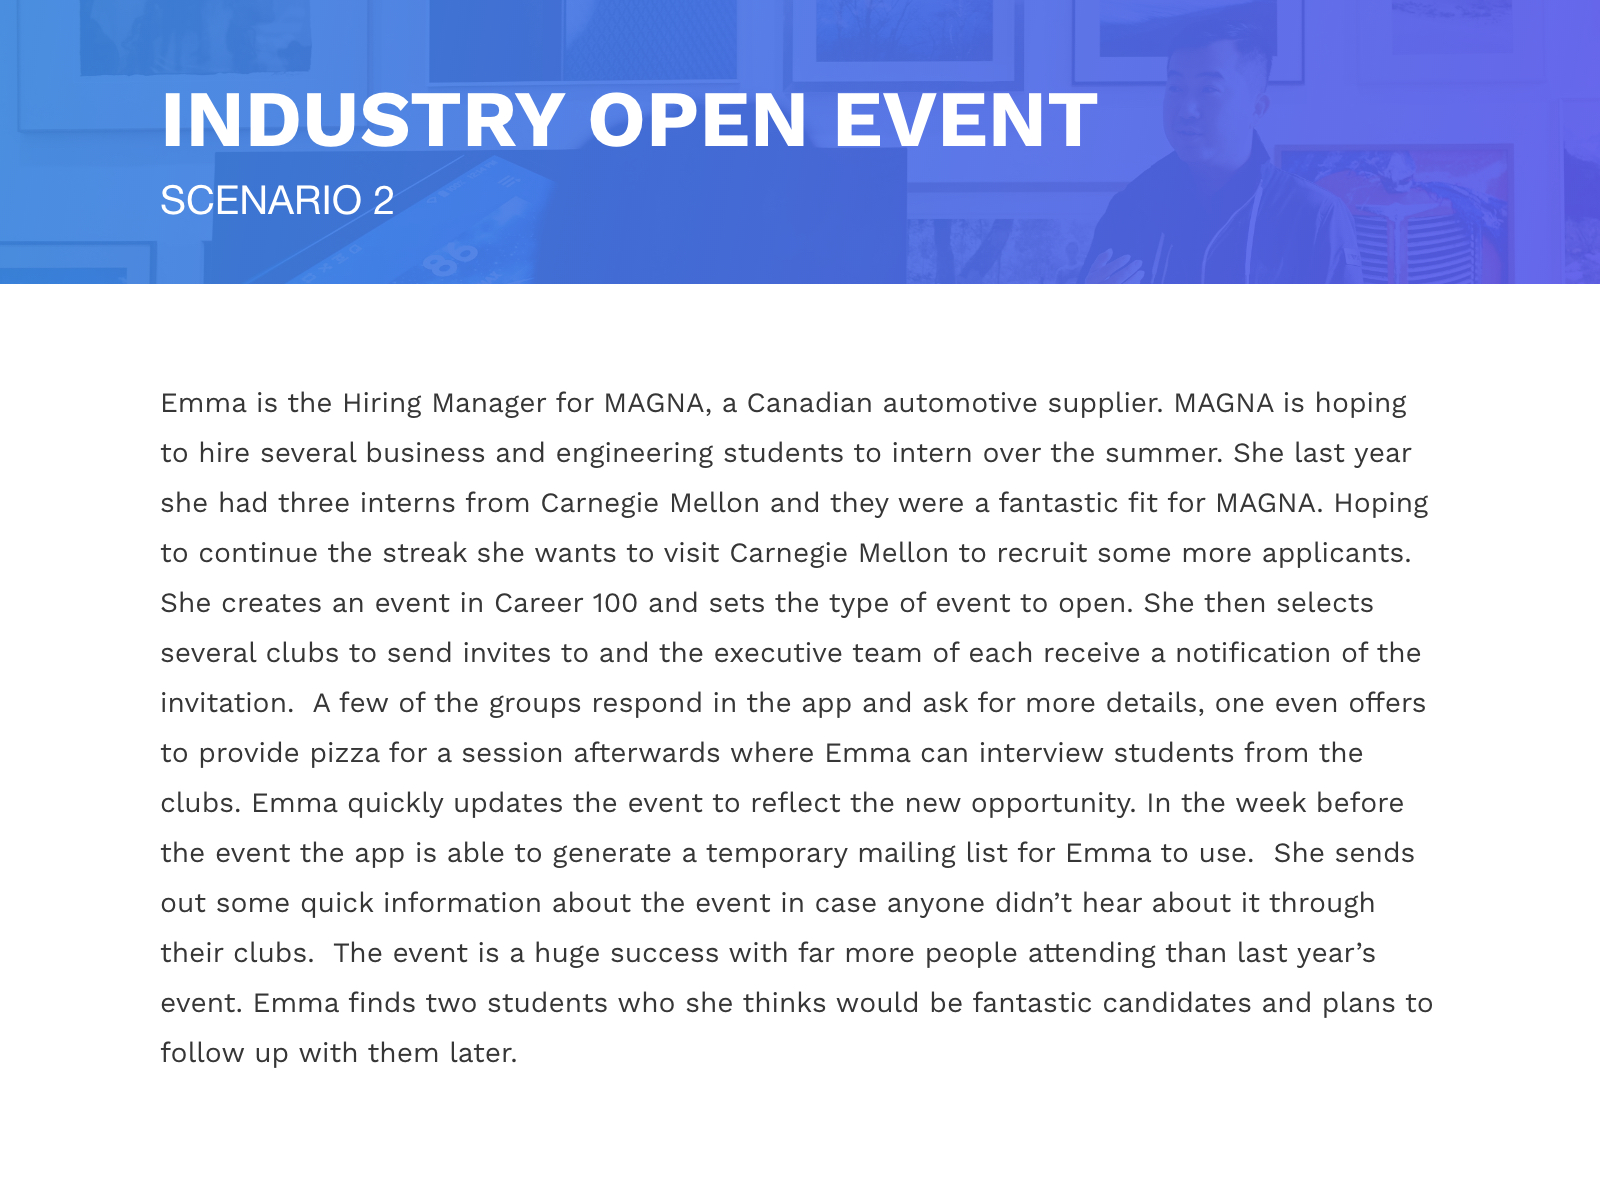 INDUSTRY OPEN EVENT
SCENARIO 2
86
Emma is the Hiring Manager for MAGNA, a Canadian automotive supplier. MAGNA is hoping
to hire several business and engineering students to intern over the summer. She last year
she had three interns from Carnegie Mellon and they were a fantastic fit for MAGNA. Hoping
to continue the streak she wants to visit Carnegie Mellon to recruit some more applicants.
She creates an event in Career 100 and sets the type of event to open. She then selects
several clubs to send invites to and the executive team of each receive a notification of the
invitation.  A few of the groups respond in the app and ask for more details, one even offers
to provide pizza for a session afterwards where Emma can interview students from the
clubs. Emma quickly updates the event to reflect the new opportunity. In the week before
the event the app is able to generate a temporary mailing list for Emma to use.  She sends
out some quick information about the event in case anyone didn’t hear about it through
their clubs.  The event is a huge success with far more people attending than last year’s
event. Emma finds two students who she thinks would be fantastic candidates and plans to
follow up with them later.